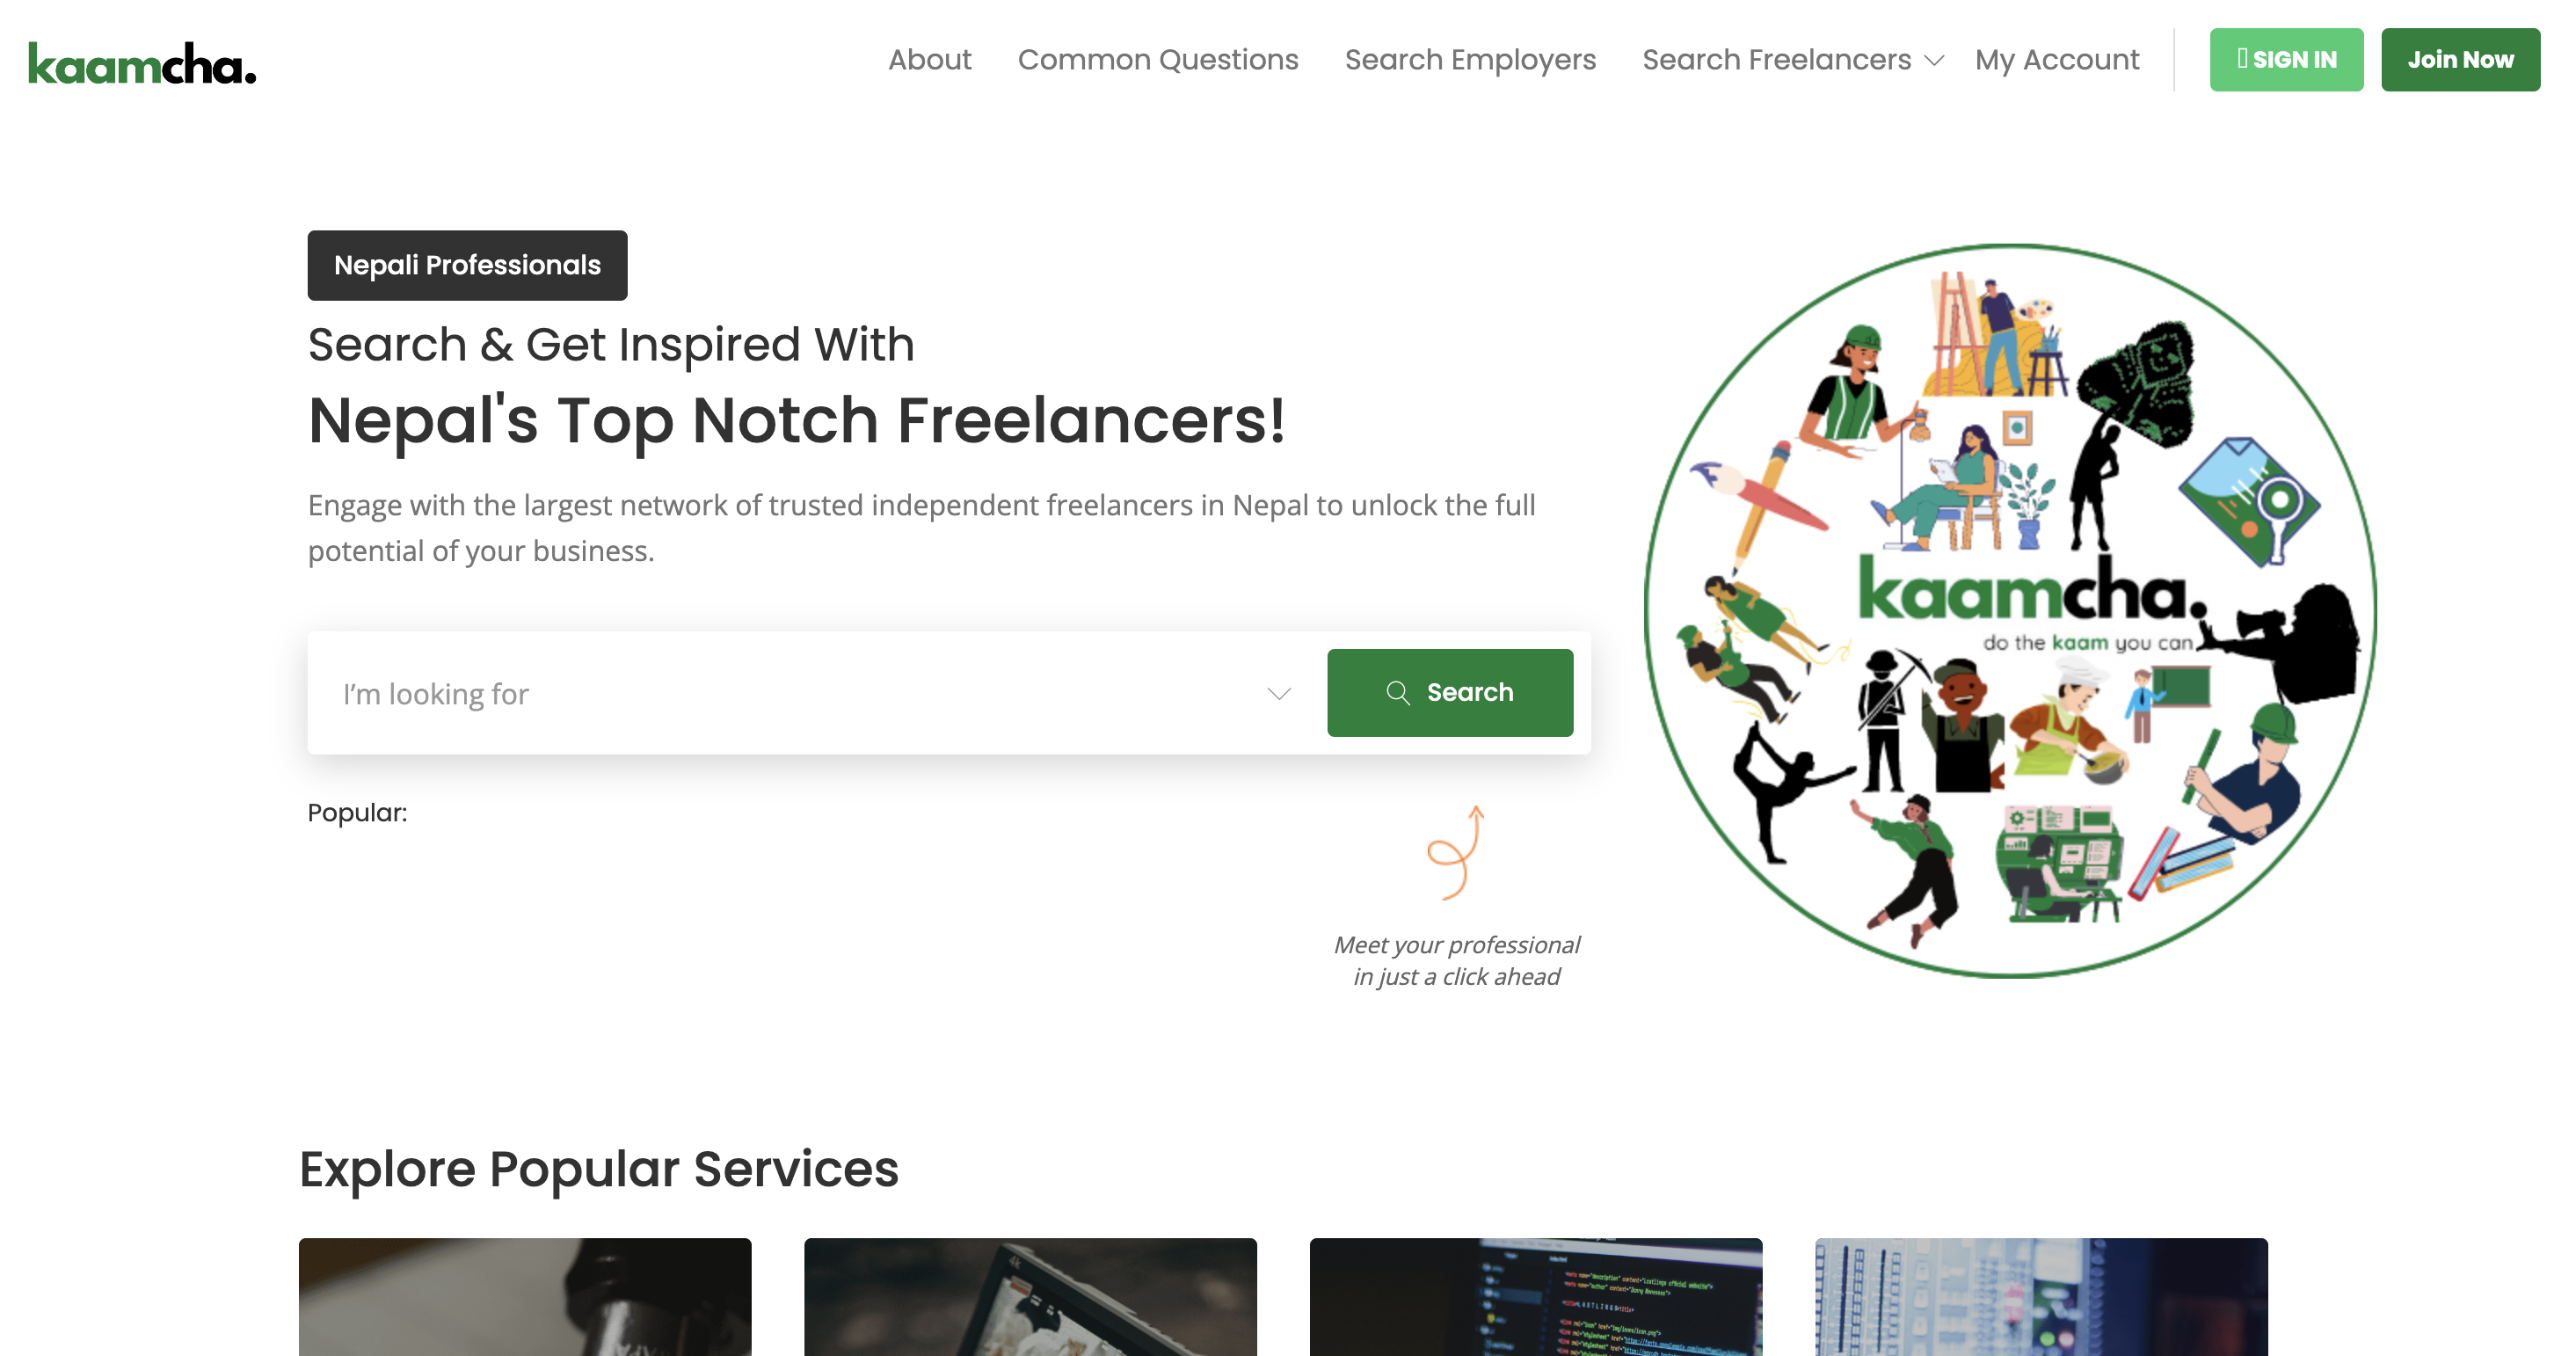 kaamcha.
About
Common Questions
Search Employers
Search Freelancers
My Account
SIGN IN
Join Now
Nepali Professionals
Search & Get Inspired With
Nepal's Top Notch Freelancers!
Engage with the largest network of trusted independent freelancers in Nepal to unlock the full
potential of your business.
I’m looking for
Search
Popular:
Meet your professional
in just a click ahead
kaamcha.
do the kaam you can
Explore Popular Services
4k